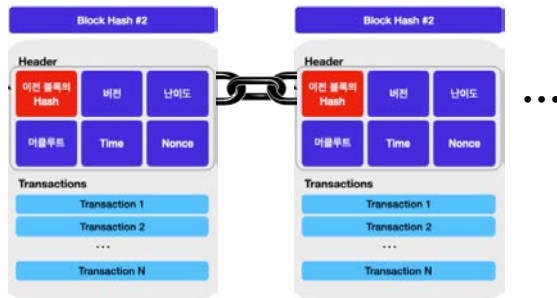 Block Hash #2
Header
이전 블록의
Hash
버전
난이도
머클루트
Time
Nonce
Transactions
Transaction 1
Transaction 2
...
Transaction N
Block Hash #2
Header
이전 블록의
Hash
버전
난이도
머클루트
Time
Nonce
Transactions
Transaction 1
Transaction 2
...
Transaction N
...